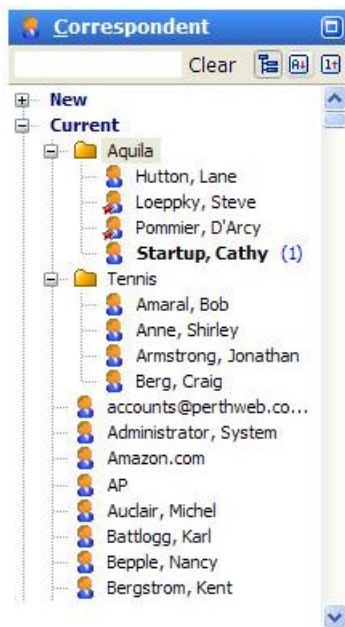 Correspondent
Clear
New
Current
Aquila
Hutton, Lane
Loeppky, Steve
Pommier, D'Arcy
Startup, Cathy (1)
Tennis
Amaral, Bob
Anne, Shirley
Armstrong, Jonathan
Berg, Craig
accounts@perthweb.co...
Administrator, System
Amazon.com
AP
Auclair, Michel
Battlogg, Karl
Bepple, Nancy
Bergstrom, Kent